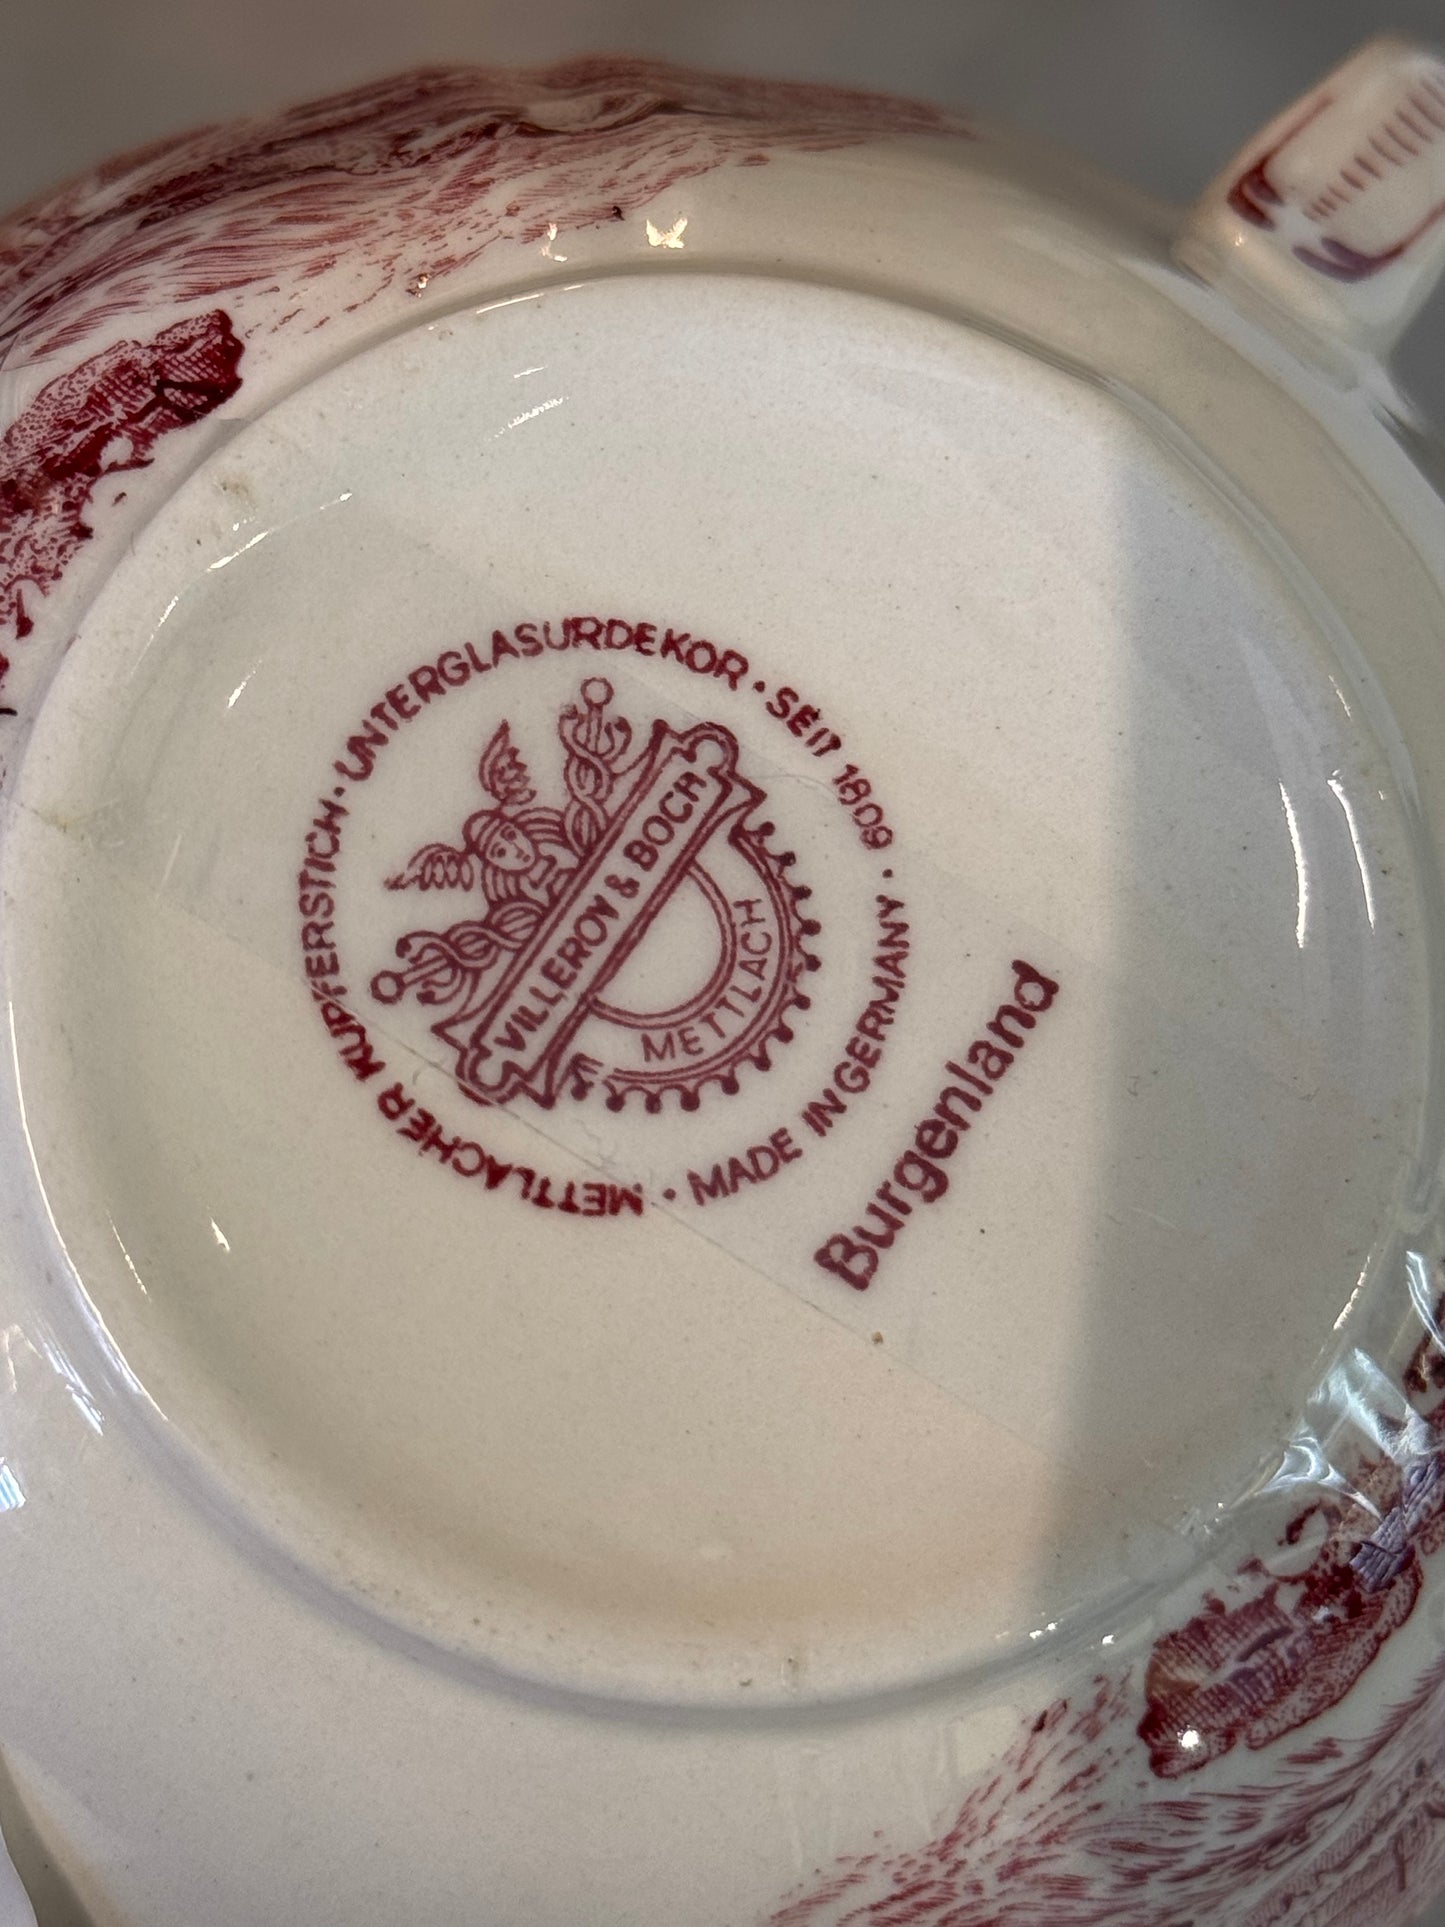 METTLACHER KUPFERSTICH · UNTERGLASURDEKOR · SEIT 1809 · MADE IN GERMANY ·
VILLEROY & BOCH
METTLACH
Burgenland